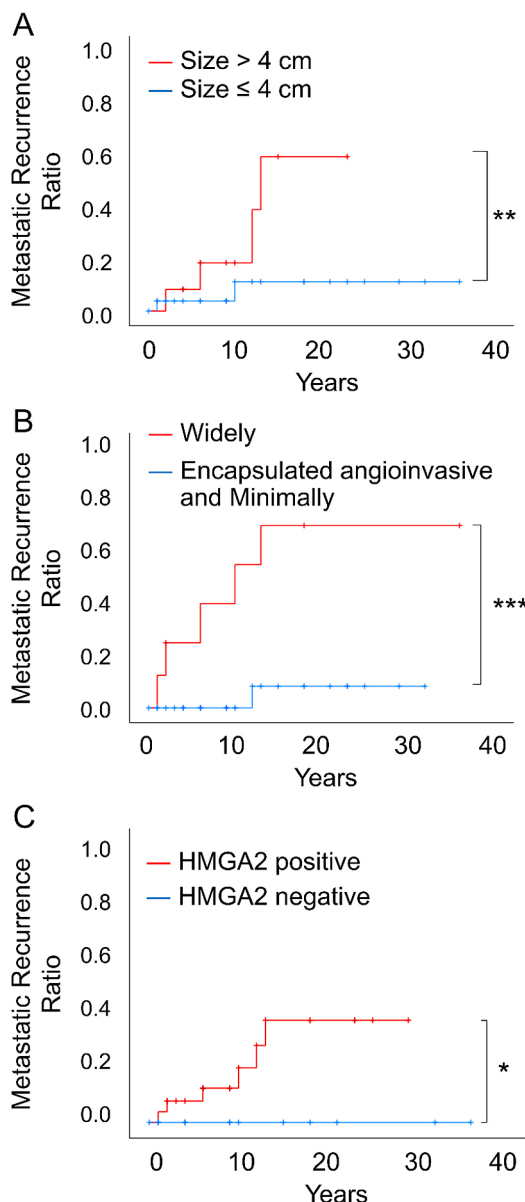 A
Metastatic Recurrence
Ratio
1.0
0.8
0.6
0.4
0.2
0.0
Size > 4 cm
Size ≤ 4 cm
**
0 10 20 30 40
Years
B
Metastatic Recurrence
Ratio
1.0
0.8
0.6
0.4
0.2
0.0
Widely
Encapsulated angioinvasive
and Minimally
***
0 10 20 30 40
Years
C
Metastatic Recurrence
Ratio
1.0
0.8
0.6
0.4
0.2
0.0
HMGA2 positive
HMGA2 negative
*
0 10 20 30 40
Years